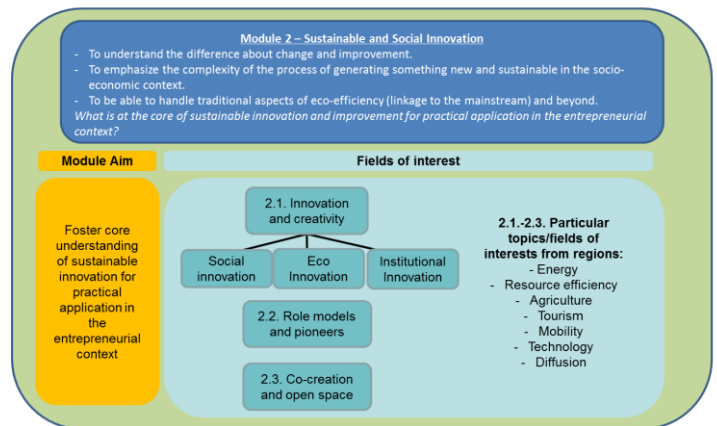 Module 2 – Sustainable and Social Innovation
- To understand the difference about change and improvement.
- To emphasize the complexity of the process of generating something new and sustainable in the socio-
economic context.
- To be able to handle traditional aspects of eco-efficiency (linkage to the mainstream) and beyond.
What is at the core of sustainable innovation and improvement for practical application in the entrepreneurial
context?
Module Aim
Fields of interest
Foster core
understanding
of sustainable
innovation for
practical
application in
the
entrepreneurial
context
2.1. Innovation
and creativity
Social
innovation
Eco
Innovation
Institutional
Innovation
2.2. Role models
and pioneers
2.3. Co-creation
and open space
2.1.-2.3. Particular
topics/fields of
interests from regions:
- Energy
- Resource efficiency
- Agriculture
- Tourism
- Mobility
- Technology
- Diffusion